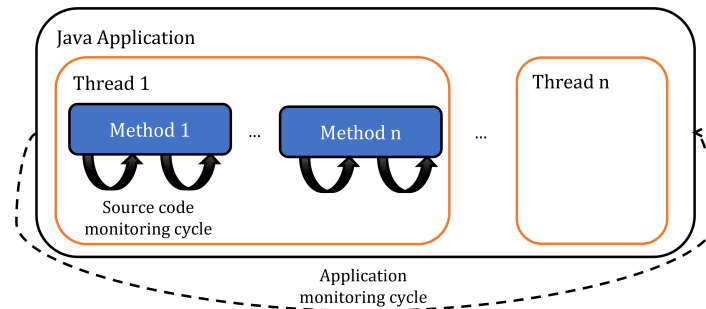 Java Application
Thread 1
Thread n
Method 1
...
Method n
...
Source code
monitoring cycle
Application
monitoring cycle